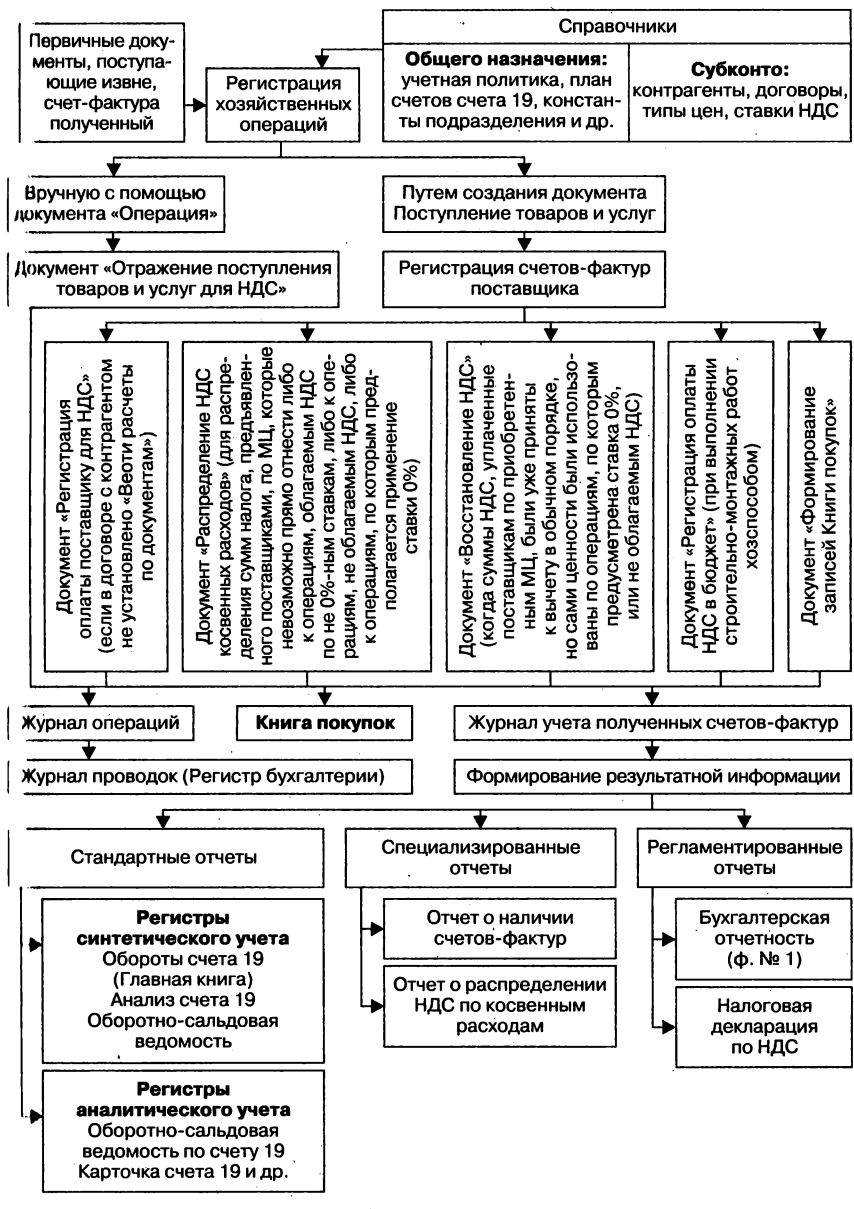 Первичные доку-
менты, поступа-
ющие извне,
счет-фактура
полученный
Регистрация
хозяйственных
операций
Справочники
Общего назначения:
учетная политика, план
счетов счета 19, констан-
ты подразделения и др.
Субконто:
контрагенты, договоры,
типы цен, ставки НДС
Вручную с помощью
документа «Операция»
Путем создания документа
Поступление товаров и услуг
Документ «Отражение поступления
товаров и услуг для НДС»
Регистрация счетов-фактур
поставщика
Документ «Регистрация
оплаты поставщику для НДС»
(если в договоре с контрагентом
не установлено «Веоти расчеты
по документам»)
Документ «Распределение НДС
косвенных расходов» (для распре-
деления сумм налога, предъявлен-
ного поставщиками, по МЦ, которые
невозможно прямо отнести либо
к операциям, облагаемым НДС
по не 0%-ным ставкам, либо к опе-
рациям, не облагаемым НДС, либо
к операциям, по которым пред-
полагается применение
ставки 0%)
Документ «Восстановление НДС»
(когда суммы НДС, уплаченные
поставщикам по приобретен-
ным МЦ, были уже приняты
к вычету в обычном порядке,
но сами ценности были использо-
ваны по операциям, по которым
предусмотрена ставка 0%,
или не облагаемым НДС)
Документ «Регистрация оплаты
НДС в бюджет» (при выполнении
строительно-монтажных работ
хозспособом)
Документ «Формирование
записей Книги покупок»
Журнал операций
Книга покупок
Журнал учета полученных счетов-фактур
Журнал проводок (Регистр бухгалтерии)
Формирование результатной информации
Стандартные отчеты
Специализированные
отчеты
Регламентированные
отчеты
Регистры
синтетического учета
Обороты счета 19
(Главная книга)
Анализ счета 19
Оборотно-сальдовая
ведомость
Отчет о наличии
счетов-фактур
Отчет о распределении
НДС по косвенным
расходам
Бухгалтерская
отчетность
(ф. № 1)
Налоговая
декларация
по НДС
Регистры
аналитического учета
Оборотно-сальдовая
ведомость по счету 19
Карточка счета 19 и др.